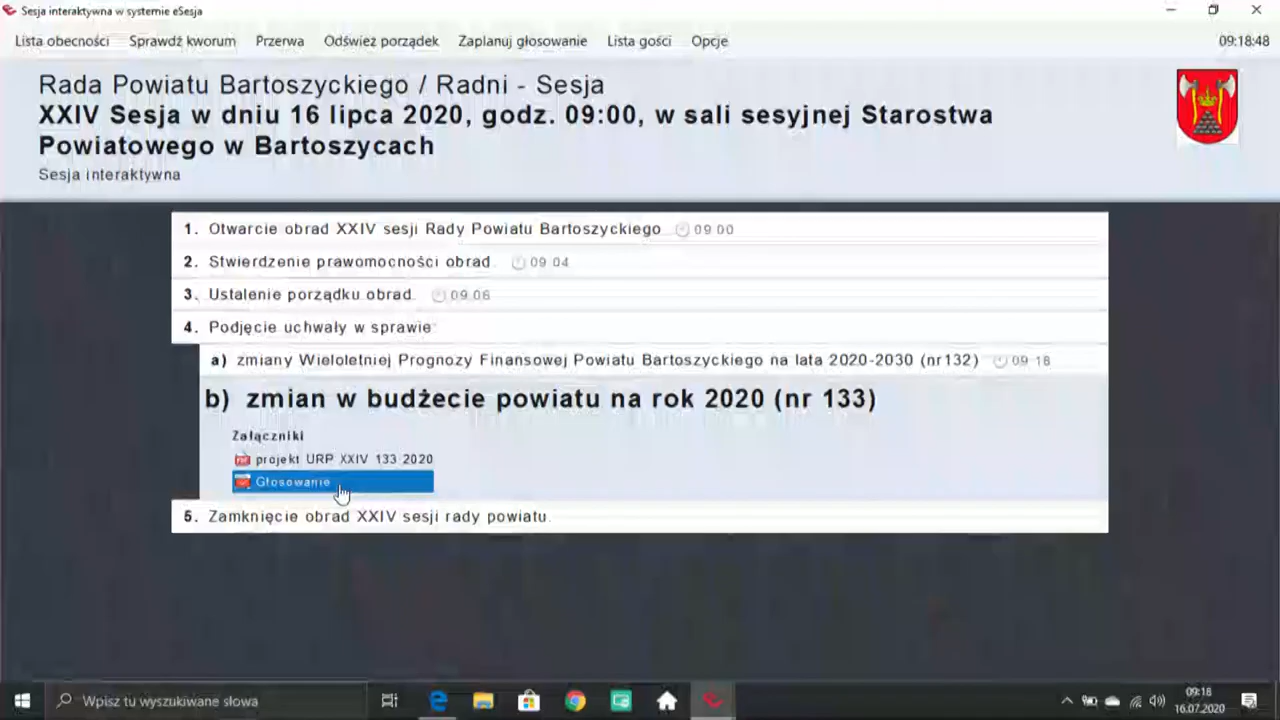 Sesja interaktywna w systemie eSesja
Lista obecności Sprawdź kworum Przerwa Odśwież porządek Zaplanuj głosowanie Lista gości Opcje 09:18:48
Rada Powiatu Bartoszyckiego / Radni - Sesja
XXIV Sesja w dniu 16 lipca 2020, godz. 09:00, w sali sesyjnej Starostwa
Powiatowego w Bartoszycach
Sesja interaktywna
1. Otwarcie obrad XXIV sesji Rady Powiatu Bartoszyckiego 09:00
2. Stwierdzenie prawomocności obrad. 09:04
3. Ustalenie porządku obrad. 09:06
4. Podjęcie uchwały w sprawie:
a) zmiany Wieloletniej Prognozy Finansowej Powiatu Bartoszyckiego na lata 2020-2030 (nr132) 09:18
b) zmian w budżecie powiatu na rok 2020 (nr 133)
Załączniki
projekt URP XXIV 133 2020
Głosowanie
5. Zamknięcie obrad XXIV sesji rady powiatu.
Wpisz tu wyszukiwane słowa
09:18
16.07.2020